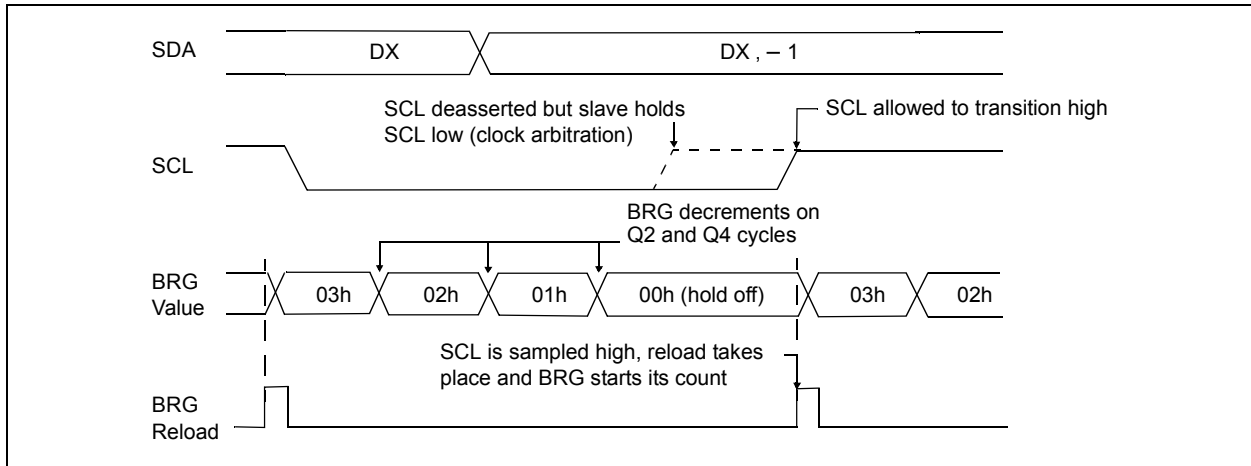 SDA
DX
DX , – 1
SCL deasserted but slave holds
SCL low (clock arbitration)
SCL allowed to transition high
SCL
BRG decrements on
Q2 and Q4 cycles
BRG
Value
03h
02h
01h
00h (hold off)
03h
02h
SCL is sampled high, reload takes
place and BRG starts its count
BRG
Reload